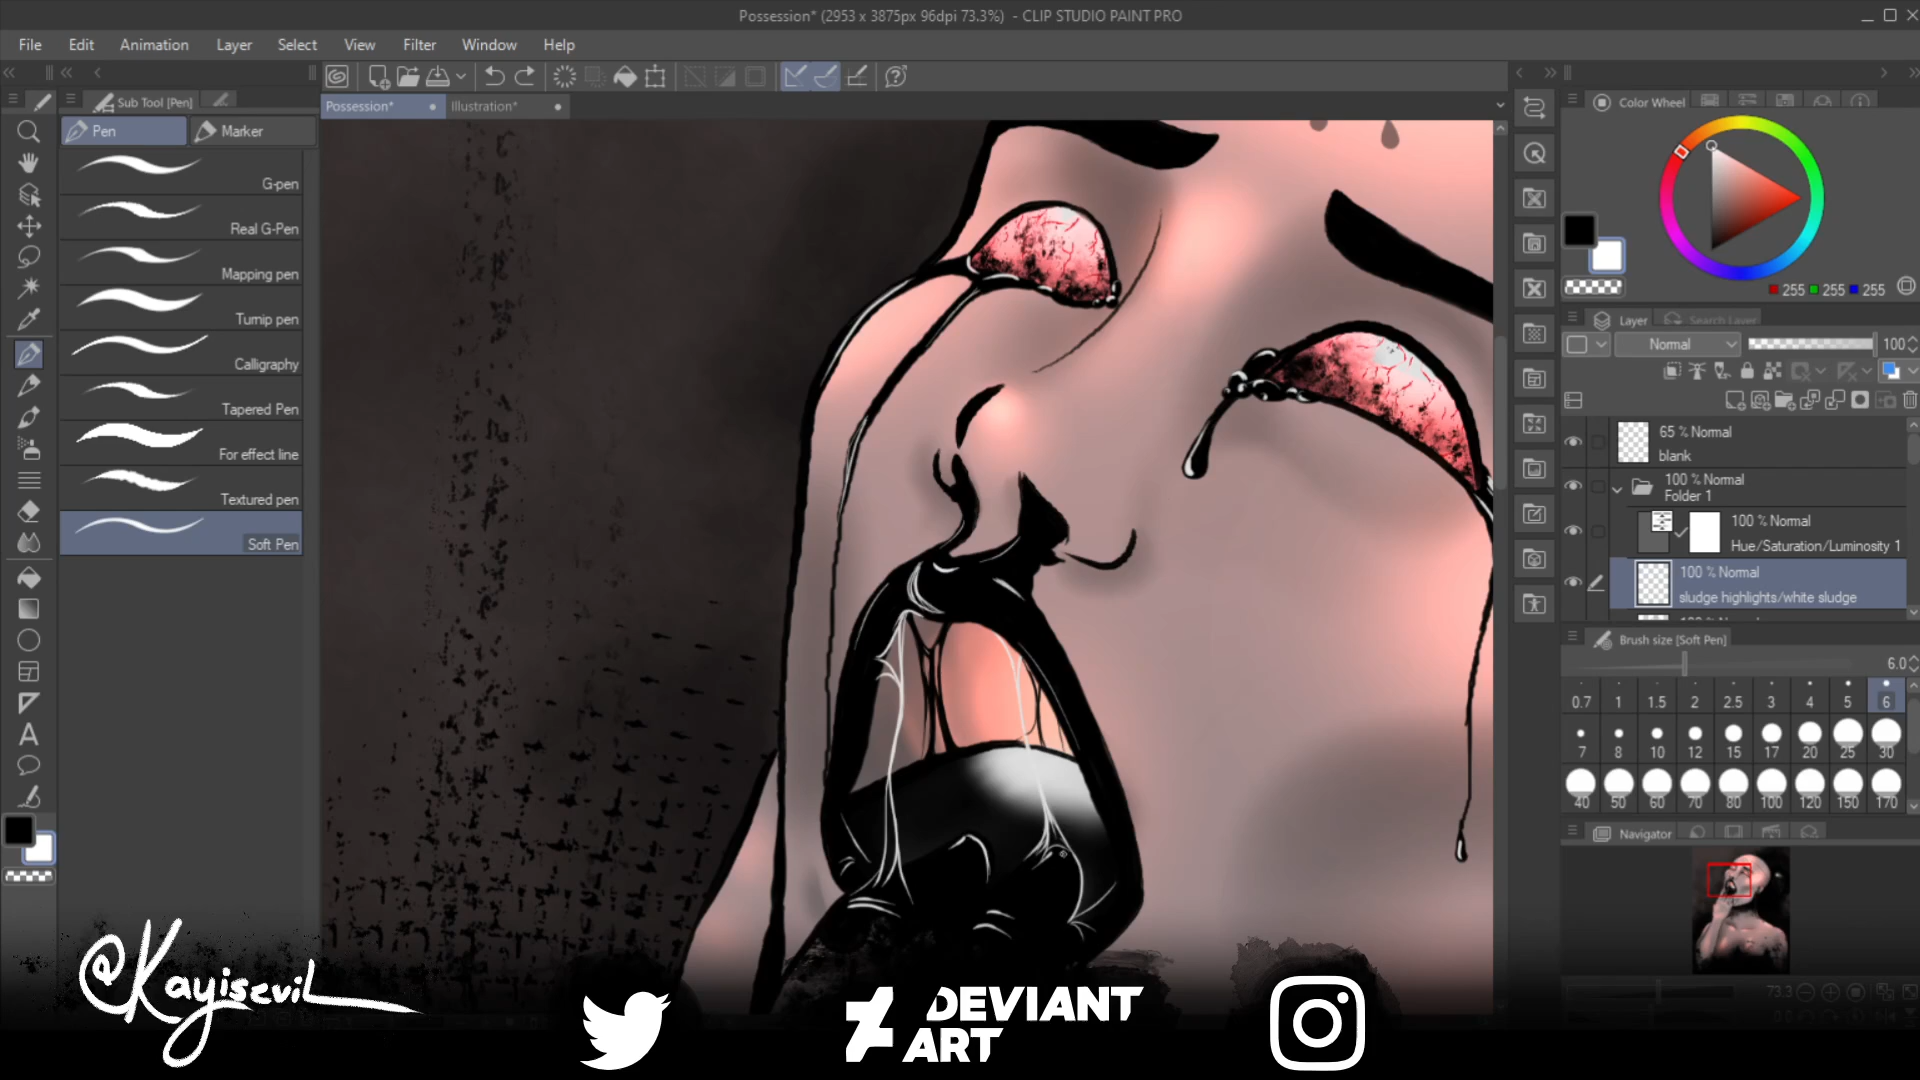 Possession* (2953 x 3875px 96dpi 73.3%) - CLIP STUDIO PAINT PRO
File Edit Animation Layer Select View Filter Window Help
Sub Tool [Pen]
Pen Marker
G-pen
Real G-Pen
Mapping pen
Turnip pen
Calligraphy
Tapered Pen
For effect line
Textured pen
Soft Pen
Possession* Illustration*
Color Wheel
255 255 255
Layer Search Layer
Normal 100
65 % Normal
blank
100 % Normal
Folder 1
100 % Normal
Hue/Saturation/Luminosity 1
100 % Normal
sludge highlights/white sludge
Brush size [Soft Pen]
6.0
0.7 1 1.5 2 2.5 3 4 5 6
7 8 10 12 15 17 20 25 30
40 50 60 70 80 100 120 150 170
Navigator
73.3
@Kayisevil
DEVIANT
ART